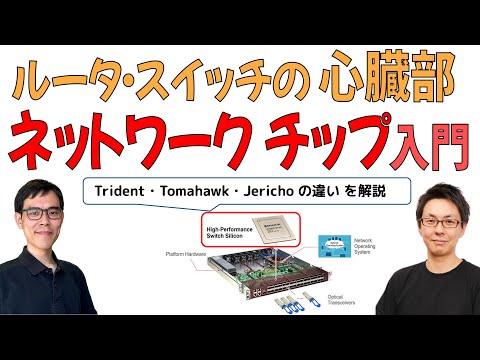 ルータ・スイッチの 心臓部
ネットワーク チップ入門
Trident・Tomahawk・Jericho の違い を解説
High-Performance
Switch Silicon
Platform Hardware
Network
Operating
System
Optical
Transceivers